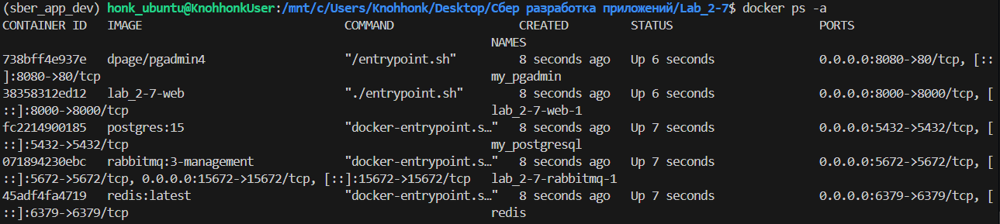 (sber_app_dev) honk_ubuntu@KnohhonkUser:/mnt/c/Users/Knohhonk/Desktop/Сбер разработка приложений/Lab_2-7$ docker ps -a
CONTAINER ID   IMAGE                   COMMAND                  CREATED         STATUS                  PORTS
NAMES
738bff4e937e   dpage/pgadmin4          "/entrypoint.sh"         8 seconds ago   Up 6 seconds            0.0.0.0:8080->80/tcp, [::
]:8080->80/tcp                                               my_pgadmin
38358312ed12   lab_2-7-web             "./entrypoint.sh"        8 seconds ago   Up 6 seconds            0.0.0.0:8000->8000/tcp, [
::]:8000->8000/tcp                                           lab_2-7-web-1
fc2214900185   postgres:15             "docker-entrypoint.s…"   8 seconds ago   Up 7 seconds            0.0.0.0:5432->5432/tcp, [
::]:5432->5432/tcp                                           my_postgresql
071894230ebc   rabbitmq:3-management   "docker-entrypoint.s…"   8 seconds ago   Up 7 seconds            0.0.0.0:5672->5672/tcp, [
::]:5672->5672/tcp, 0.0.0.0:15672->15672/tcp, [::]:15672->15672/tcp   lab_2-7-rabbitmq-1
45adf4fa4719   redis:latest            "docker-entrypoint.s…"   8 seconds ago   Up 7 seconds            0.0.0.0:6379->6379/tcp, [
::]:6379->6379/tcp                                           redis